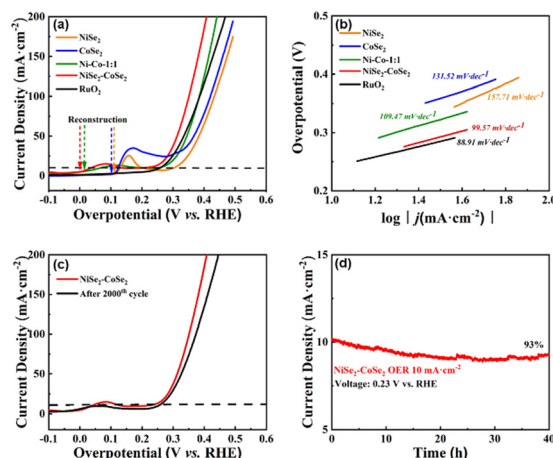 (a)
NiSe₂
CoSe₂
Ni-Co-1:1
NiSe₂-CoSe₂
RuO₂
Reconstruction
200
150
100
50
0
-0.1 0.0 0.1 0.2 0.3 0.4 0.5 0.6
Current Density (mA·cm⁻²)
Overpotential (V vs. RHE)
(b)
NiSe₂
CoSe₂
Ni-Co-1:1
NiSe₂-CoSe₂
RuO₂
131.52 mV·dec⁻¹
157.71 mV·dec⁻¹
109.47 mV·dec⁻¹
99.57 mV·dec⁻¹
88.91 mV·dec⁻¹
0.5
0.4
0.3
0.2
1.0 1.2 1.4 1.6 1.8 2.0
Overpotential (V)
log | j(mA·cm⁻²) |
(c)
NiSe₂-CoSe₂
After 2000ᵗʰ cycle
200
150
100
50
0
-0.1 0.0 0.1 0.2 0.3 0.4 0.5 0.6
Current Density (mA·cm⁻²)
Overpotential (V vs. RHE)
(d)
93%
NiSe₂-CoSe₂ OER 10 mA·cm⁻²
Voltage: 0.23 V vs. RHE
15
10
5
0 10 20 30 40
Current Density (mA·cm⁻²)
Time (h)